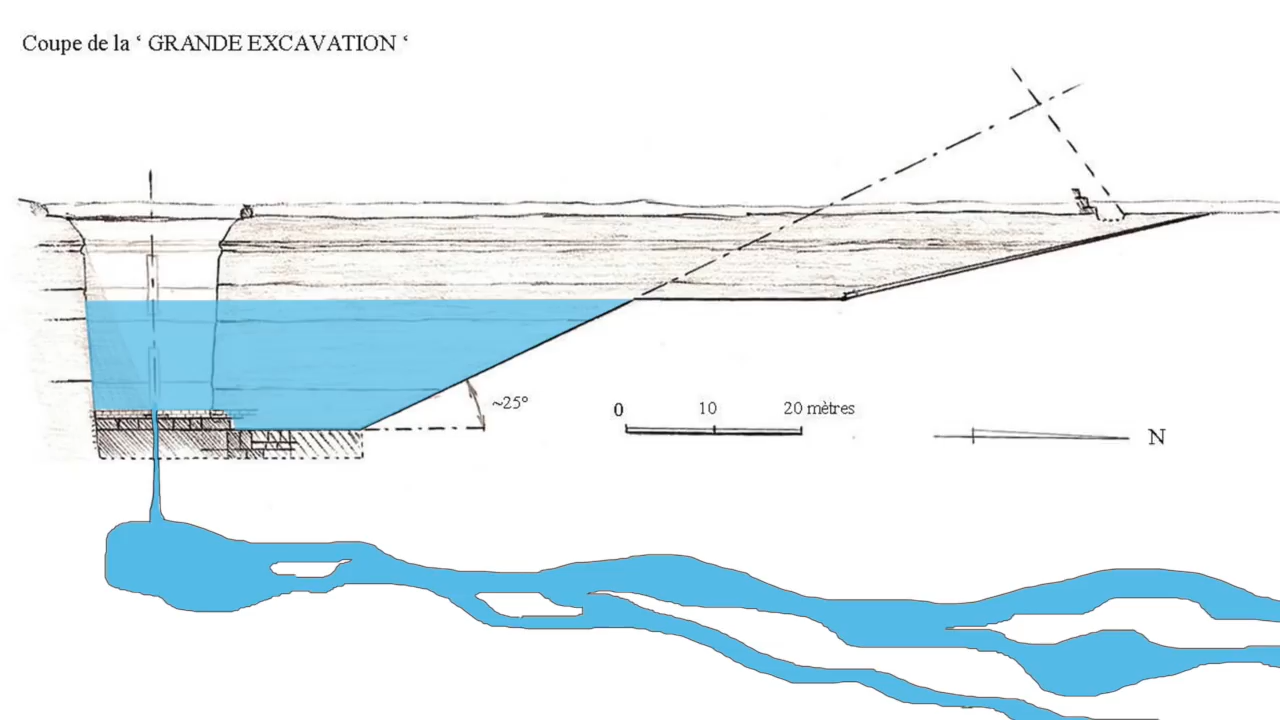 Coupe de la ‘ GRANDE EXCAVATION ‘
~25°
0 10 20 mètres
N